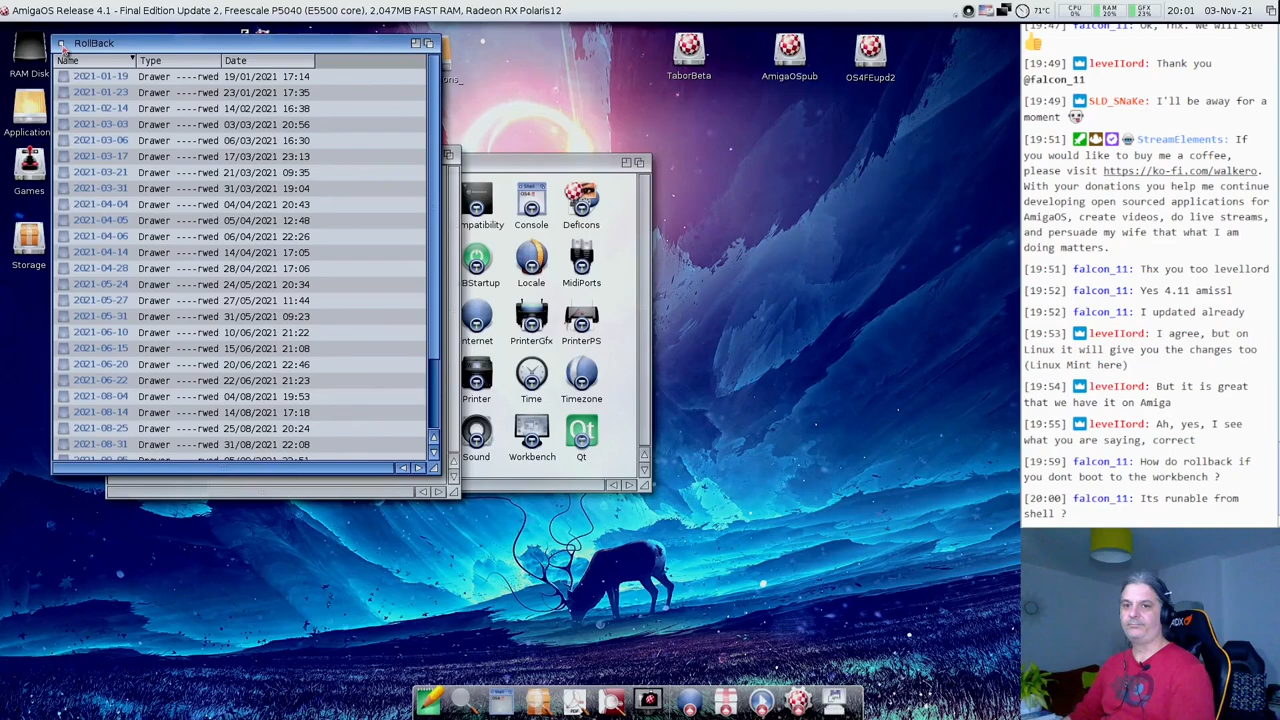 AmigaOS Release 4.1 - Final Edition Update 2, Freescale P5040 (E5500 core), 2,047MB FAST RAM, Radeon RX Polaris12
71°C
CPU
0%
RAM
20%
GFX
23%
20:01
03-Nov-21
RollBack
Name Type Date
2021-01-19 Drawer ----rwed 19/01/2021 17:14
2021-01-23 Drawer ----rwed 23/01/2021 17:35
2021-02-14 Drawer ----rwed 14/02/2021 16:38
2021-03-03 Drawer ----rwed 03/03/2021 20:56
2021-03-06 Drawer ----rwed 06/03/2021 16:30
2021-03-17 Drawer ----rwed 17/03/2021 23:13
2021-03-21 Drawer ----rwed 21/03/2021 09:35
2021-03-31 Drawer ----rwed 31/03/2021 19:04
2021-04-04 Drawer ----rwed 04/04/2021 20:43
2021-04-05 Drawer ----rwed 05/04/2021 12:48
2021-04-06 Drawer ----rwed 06/04/2021 22:26
2021-04-14 Drawer ----rwed 14/04/2021 17:05
2021-04-28 Drawer ----rwed 28/04/2021 17:06
2021-05-24 Drawer ----rwed 24/05/2021 20:34
2021-05-27 Drawer ----rwed 27/05/2021 11:44
2021-05-31 Drawer ----rwed 31/05/2021 09:23
2021-06-10 Drawer ----rwed 10/06/2021 21:22
2021-06-15 Drawer ----rwed 15/06/2021 21:08
2021-06-20 Drawer ----rwed 20/06/2021 22:46
2021-06-22 Drawer ----rwed 22/06/2021 21:23
2021-08-04 Drawer ----rwed 04/08/2021 19:53
2021-08-14 Drawer ----rwed 14/08/2021 17:18
2021-08-25 Drawer ----rwed 25/08/2021 20:24
2021-08-31 Drawer ----rwed 31/08/2021 22:08
RAM Disk
Application
Games
Storage
TaborBeta
AmigaOSpub
OS4FEupd2
mpatibility
Console
DefIcons
BStartup
Locale
MidiPorts
nternet
PrinterGfx
PrinterPS
Printer
Time
Timezone
Sound
Workbench
Qt
Qt
PDF
[19:47] falcon_11: Ok, Thx. We will see
[19:49] levellord: Thank you
@falcon_11
[19:49] SLD_SNaKe: I'll be away for a
moment
[19:51] StreamElements: If
you would like to buy me a coffee,
please visit https://ko-fi.com/walkero.
With your donations you help me continue
developing open sourced applications for
AmigaOS, create videos, do live streams,
and persuade my wife that what I am
doing matters.
[19:51] falcon_11: Thx you too levellord
[19:52] falcon_11: Yes 4.11 amissl
[19:52] falcon_11: I updated already
[19:53] levellord: I agree, but on
Linux it will give you the changes too
(Linux Mint here)
[19:54] levellord: But it is great
that we have it on Amiga
[19:55] levellord: Ah, yes, I see
what you are saying, correct
[19:59] falcon_11: How do rollback if
you dont boot to the workbench ?
[20:00] falcon_11: Its runable from
shell ?